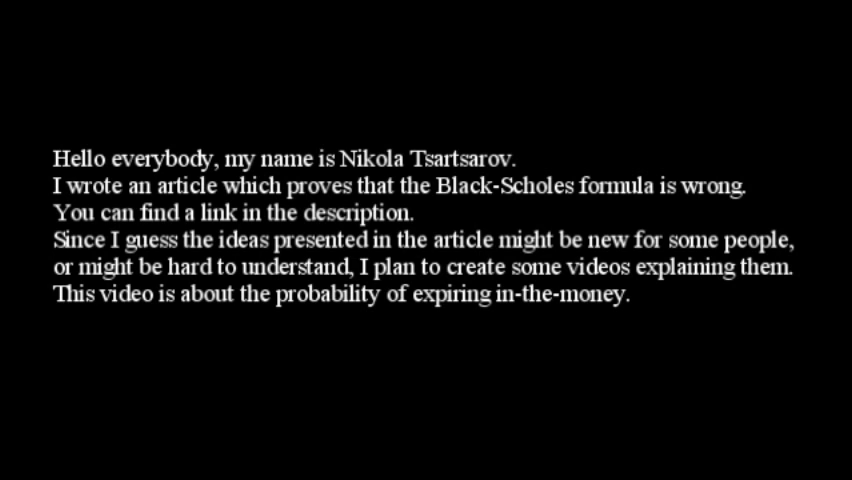 Hello everybody, my name is Nikola Tsartsarov.
I wrote an article which proves that the Black-Scholes formula is wrong.
You can find a link in the description.
Since I guess the ideas presented in the article might be new for some people,
or might be hard to understand, I plan to create some videos explaining them.
This video is about the probability of expiring in-the-money.